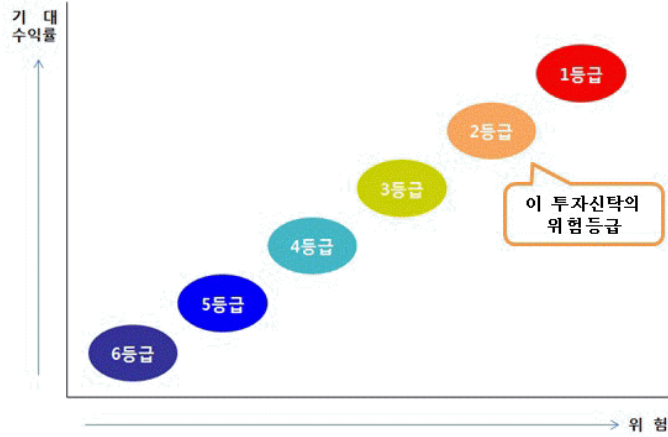 기 대
수익률
1등급
2등급
3등급
이 투자신탁의
위험등급
4등급
5등급
6등급
위 험